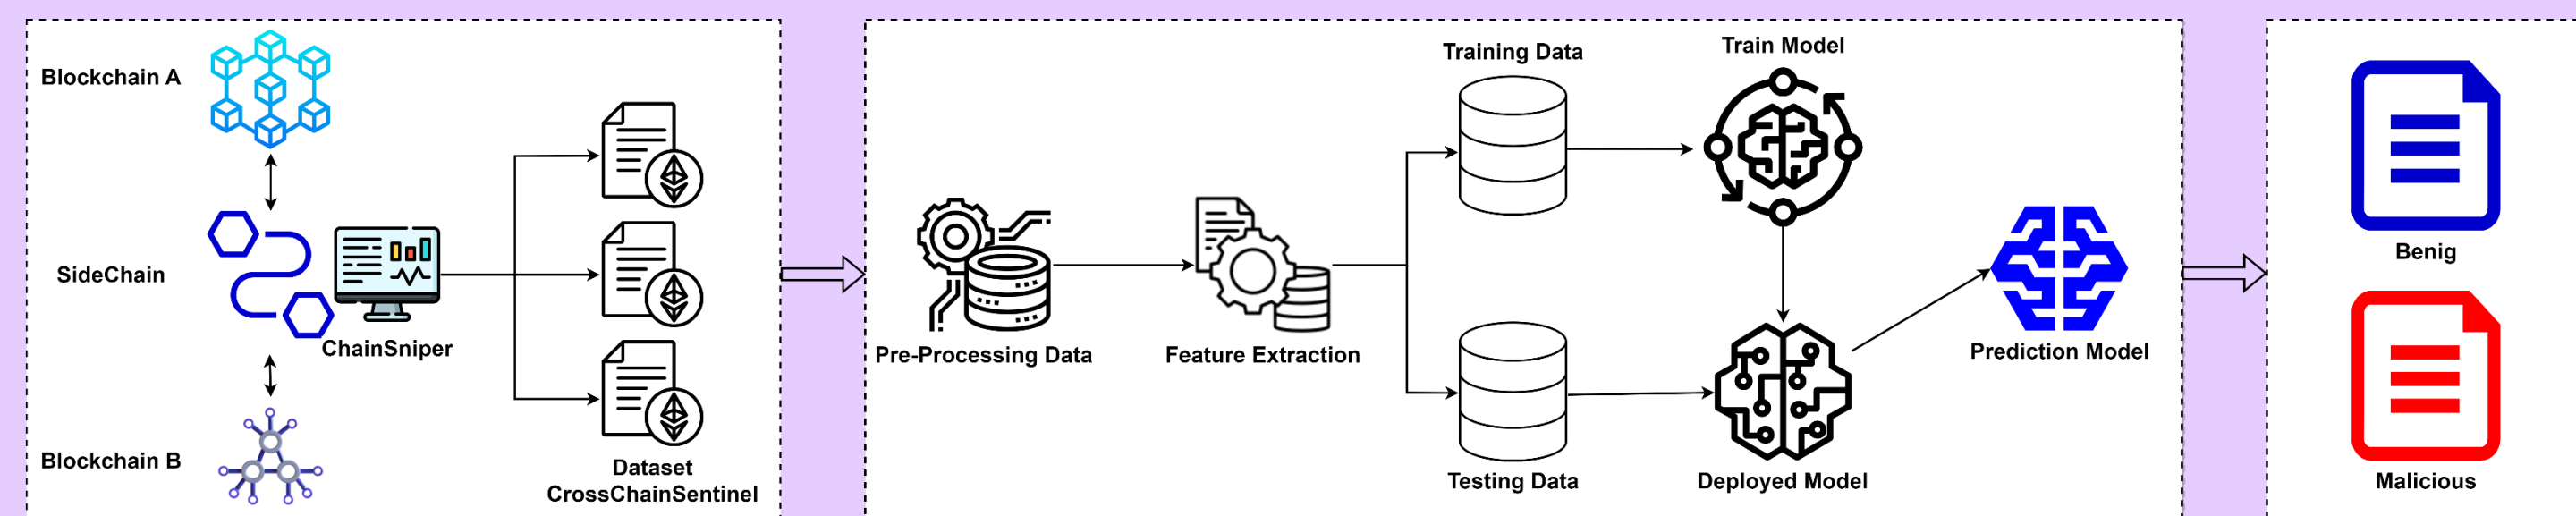 Blockchain A
SideChain
ChainSniper
Blockchain B
Dataset
CrossChainSentinel
Pre-Processing Data
Feature Extraction
Training Data
Testing Data
Train Model
Deployed Model
Prediction Model
Benig
Malicious